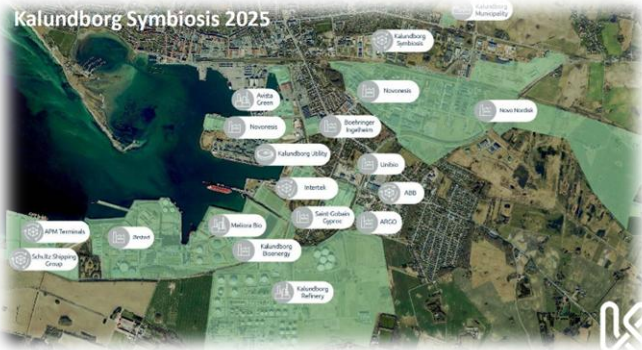 Kalundborg Symbiosis 2025
Kalundborg
Municipality
Kalundborg
Symbiosis
Avista
Green
Novonesis
Novo Nordisk
Novonesis
Boehringer
Ingelheim
Kalundborg Utility
Unibio
Intertek
ABB
Saint-Gobain
Gyproc
ARGO
APM Terminals
Ørsted
Meliora Bio
Kalundborg
Bioenergy
Schultz Shipping
Group
Kalundborg
Refinery